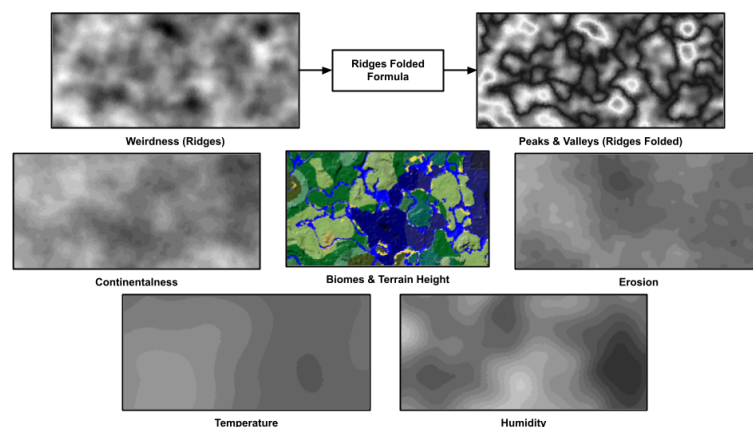 Ridges Folded
Formula
Weirdness (Ridges)
Peaks & Valleys (Ridges Folded)
Continentalness
Biomes & Terrain Height
Erosion
Temperature
Humidity